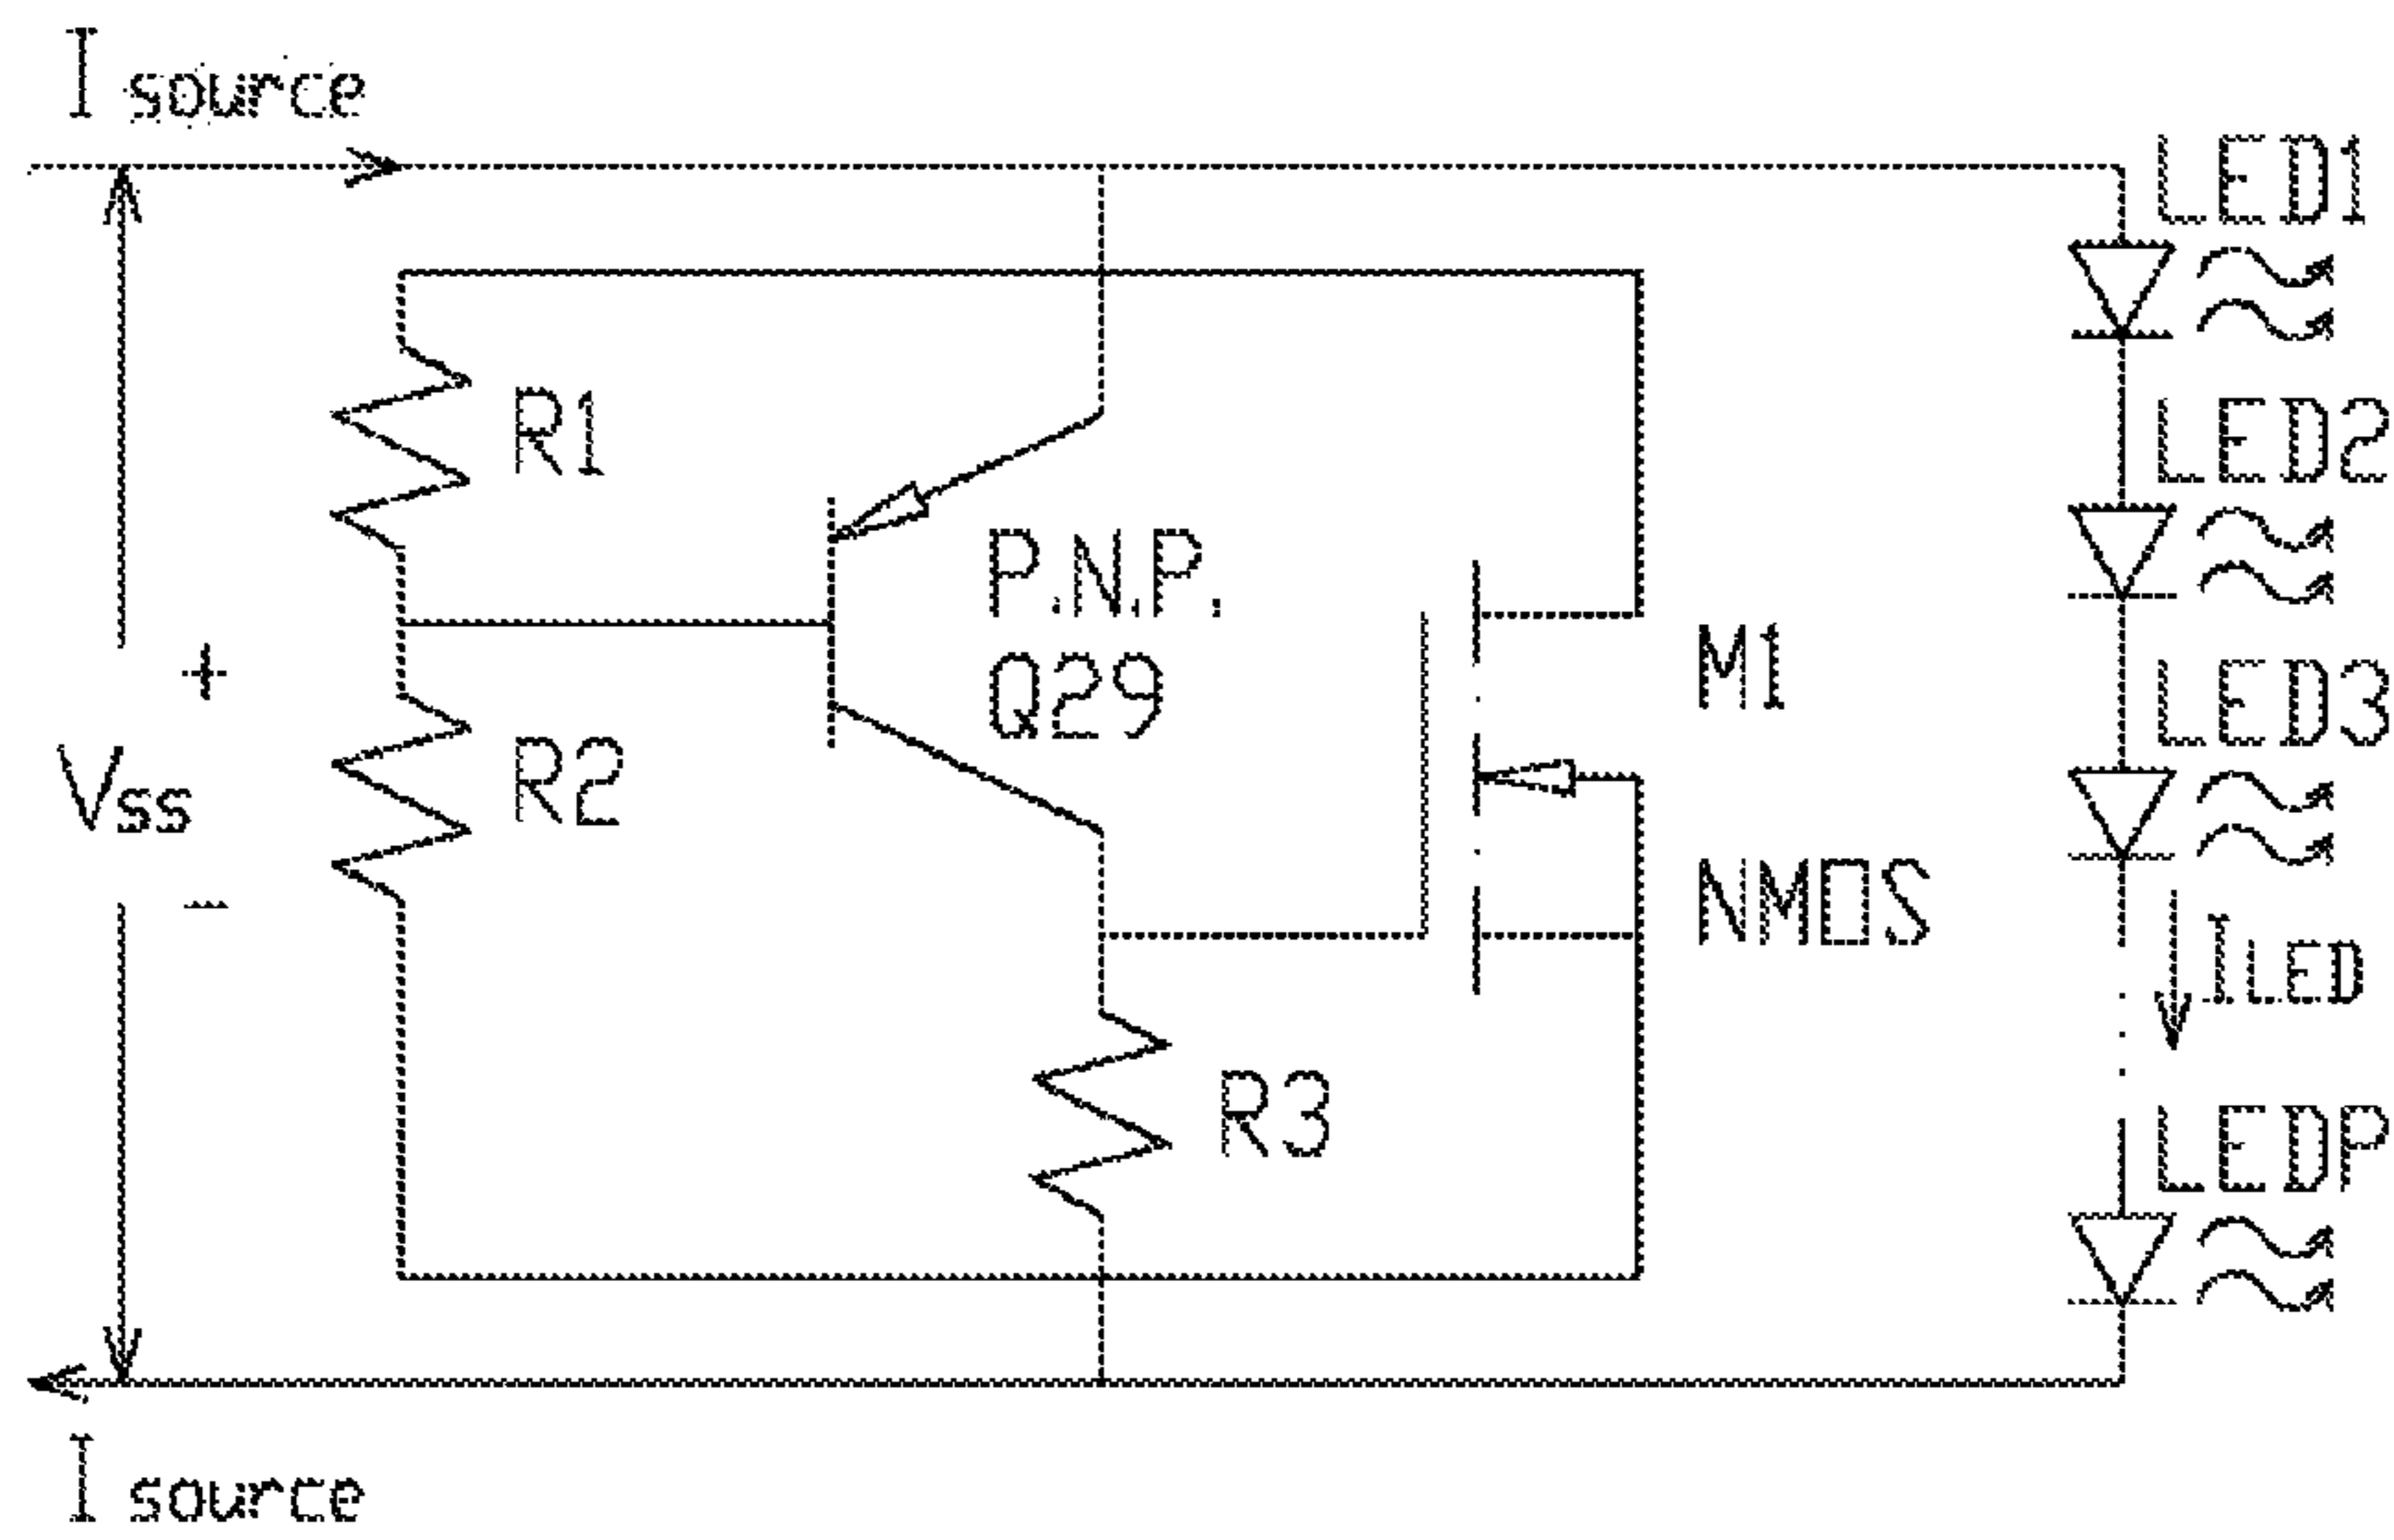 I source
LED1
R1
LED2
P.N.P.
Q29
M1
LED3
+
Vss
R2
-
NMOS
ILED
R3
LEDP
I source